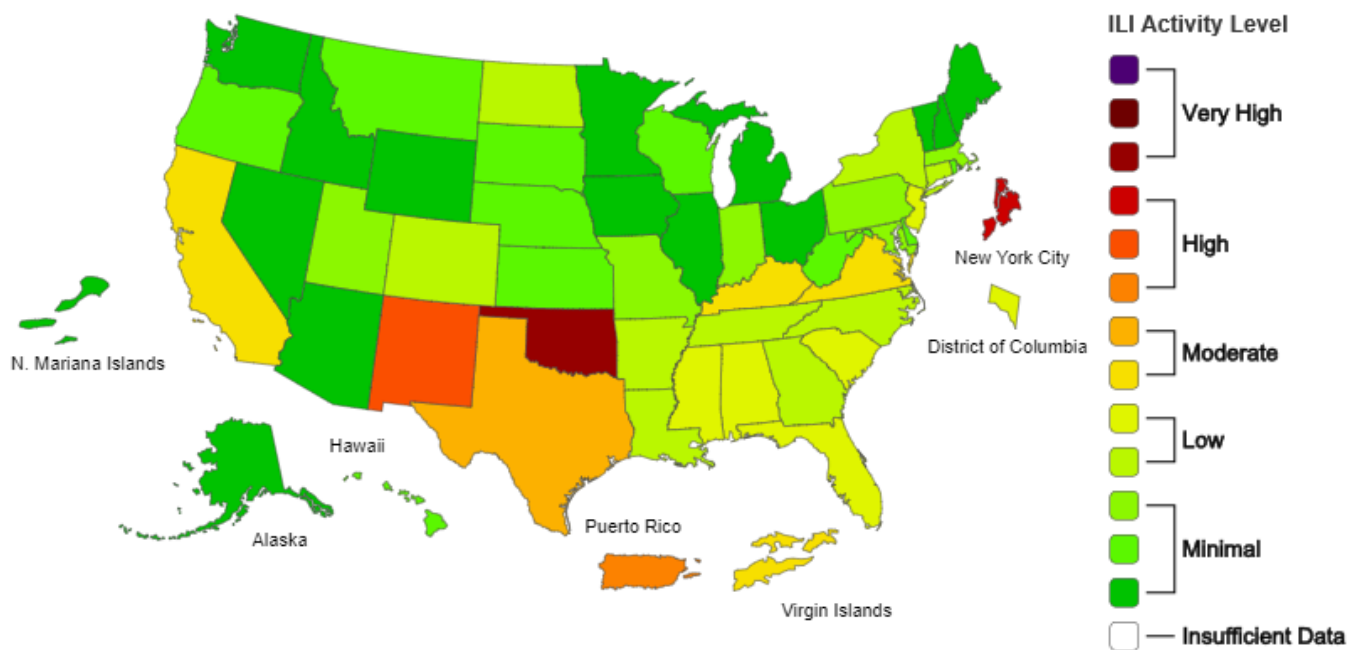 ILI Activity Level
Very High
High
New York City
Moderate
District of Columbia
N. Mariana Islands
Low
Hawaii
Puerto Rico
Alaska
Minimal
Virgin Islands
Insufficient Data